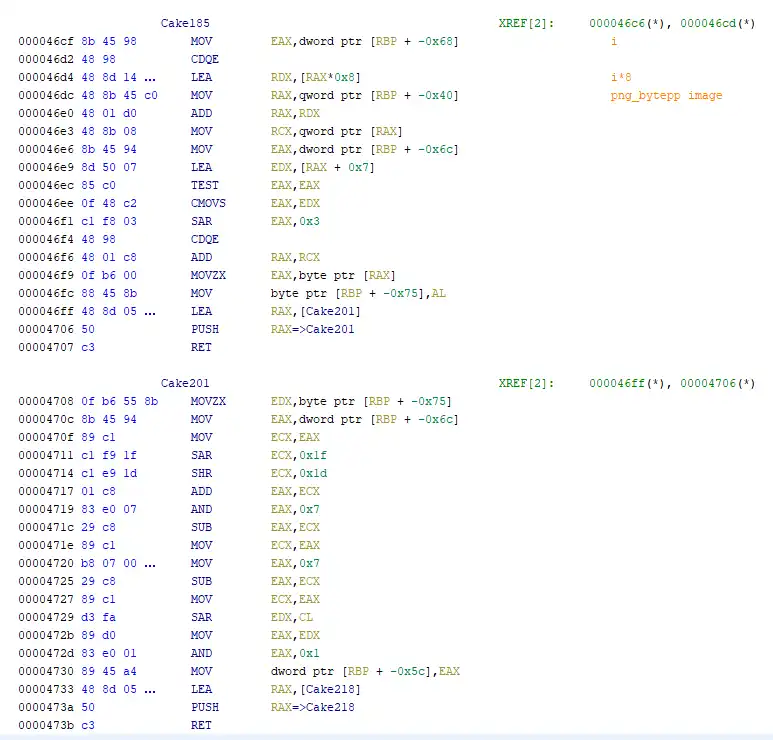 Cake185 XREF[2]: 000046c6(*), 000046cd(*)
000046cf 8b 45 98 MOV EAX,dword ptr [RBP + -0x68] i
000046d2 48 98 CDQE
000046d4 48 8d 14 ... LEA RDX,[RAX*0x8] i*8
000046dc 48 8b 45 c0 MOV RAX,qword ptr [RBP + -0x40] png_bytepp image
000046e0 48 01 d0 ADD RAX,RDX
000046e3 48 8b 08 MOV RCX,qword ptr [RAX]
000046e6 8b 45 94 MOV EAX,dword ptr [RBP + -0x6c]
000046e9 8d 50 07 LEA EDX,[RAX + 0x7]
000046ec 85 c0 TEST EAX,EAX
000046ee 0f 48 c2 CMOVS EAX,EDX
000046f1 c1 f8 03 SAR EAX,0x3
000046f4 48 98 CDQE
000046f6 48 01 c8 ADD RAX,RCX
000046f9 0f b6 00 MOVZX EAX,byte ptr [RAX]
000046fc 88 45 8b MOV byte ptr [RBP + -0x75],AL
000046ff 48 8d 05 ... LEA RAX,[Cake201]
00004706 50 PUSH RAX=>Cake201
00004707 c3 RET
Cake201 XREF[2]: 000046ff(*), 00004706(*)
00004708 0f b6 55 8b MOVZX EDX,byte ptr [RBP + -0x75]
0000470c 8b 45 94 MOV EAX,dword ptr [RBP + -0x6c]
0000470f 89 c1 MOV ECX,EAX
00004711 c1 f9 1f SAR ECX,0x1f
00004714 c1 e9 1d SHR ECX,0x1d
00004717 01 c8 ADD EAX,ECX
00004719 83 e0 07 AND EAX,0x7
0000471c 29 c8 SUB EAX,ECX
0000471e 89 c1 MOV ECX,EAX
00004720 b8 07 00 ... MOV EAX,0x7
00004725 29 c8 SUB EAX,ECX
00004727 89 c1 MOV ECX,EAX
00004729 d3 fa SAR EDX,CL
0000472b 89 d0 MOV EAX,EDX
0000472d 83 e0 01 AND EAX,0x1
00004730 89 45 a4 MOV dword ptr [RBP + -0x5c],EAX
00004733 48 8d 05 ... LEA RAX,[Cake218]
0000473a 50 PUSH RAX=>Cake218
0000473b c3 RET